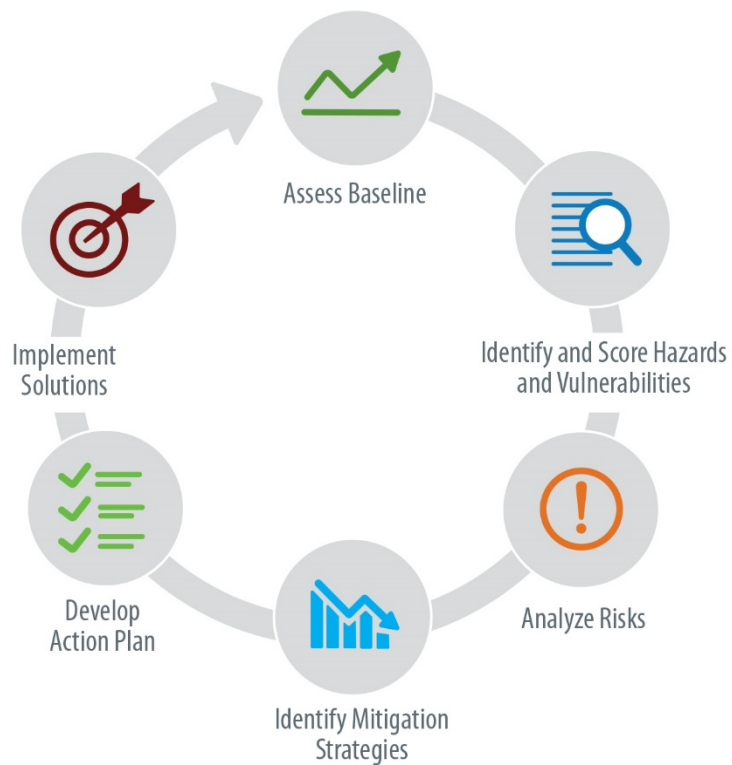 Assess Baseline
Identify and Score Hazards
and Vulnerabilities
Analyze Risks
Identify Mitigation
Strategies
Develop
Action Plan
Implement
Solutions